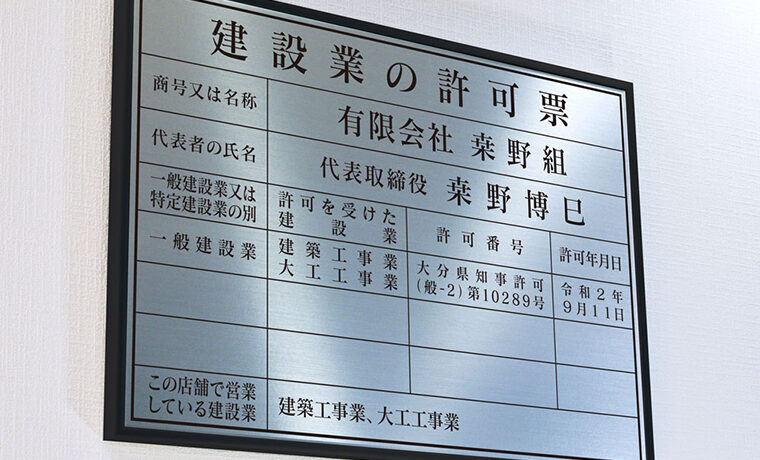 建設業の許可票
商号又は名称
有限会社 桒野組
代表者の氏名
代表取締役 桒野博巳
一般建設業又は
特定建設業の別
許可を受けた
建設業
許可番号
許可年月日
一般建設業
建築工事業
大工工事業
大分県知事許可
(般-2)第10289号
令和2年
9月11日
この店舗で営業
している建設業
建築工事業、大工工事業